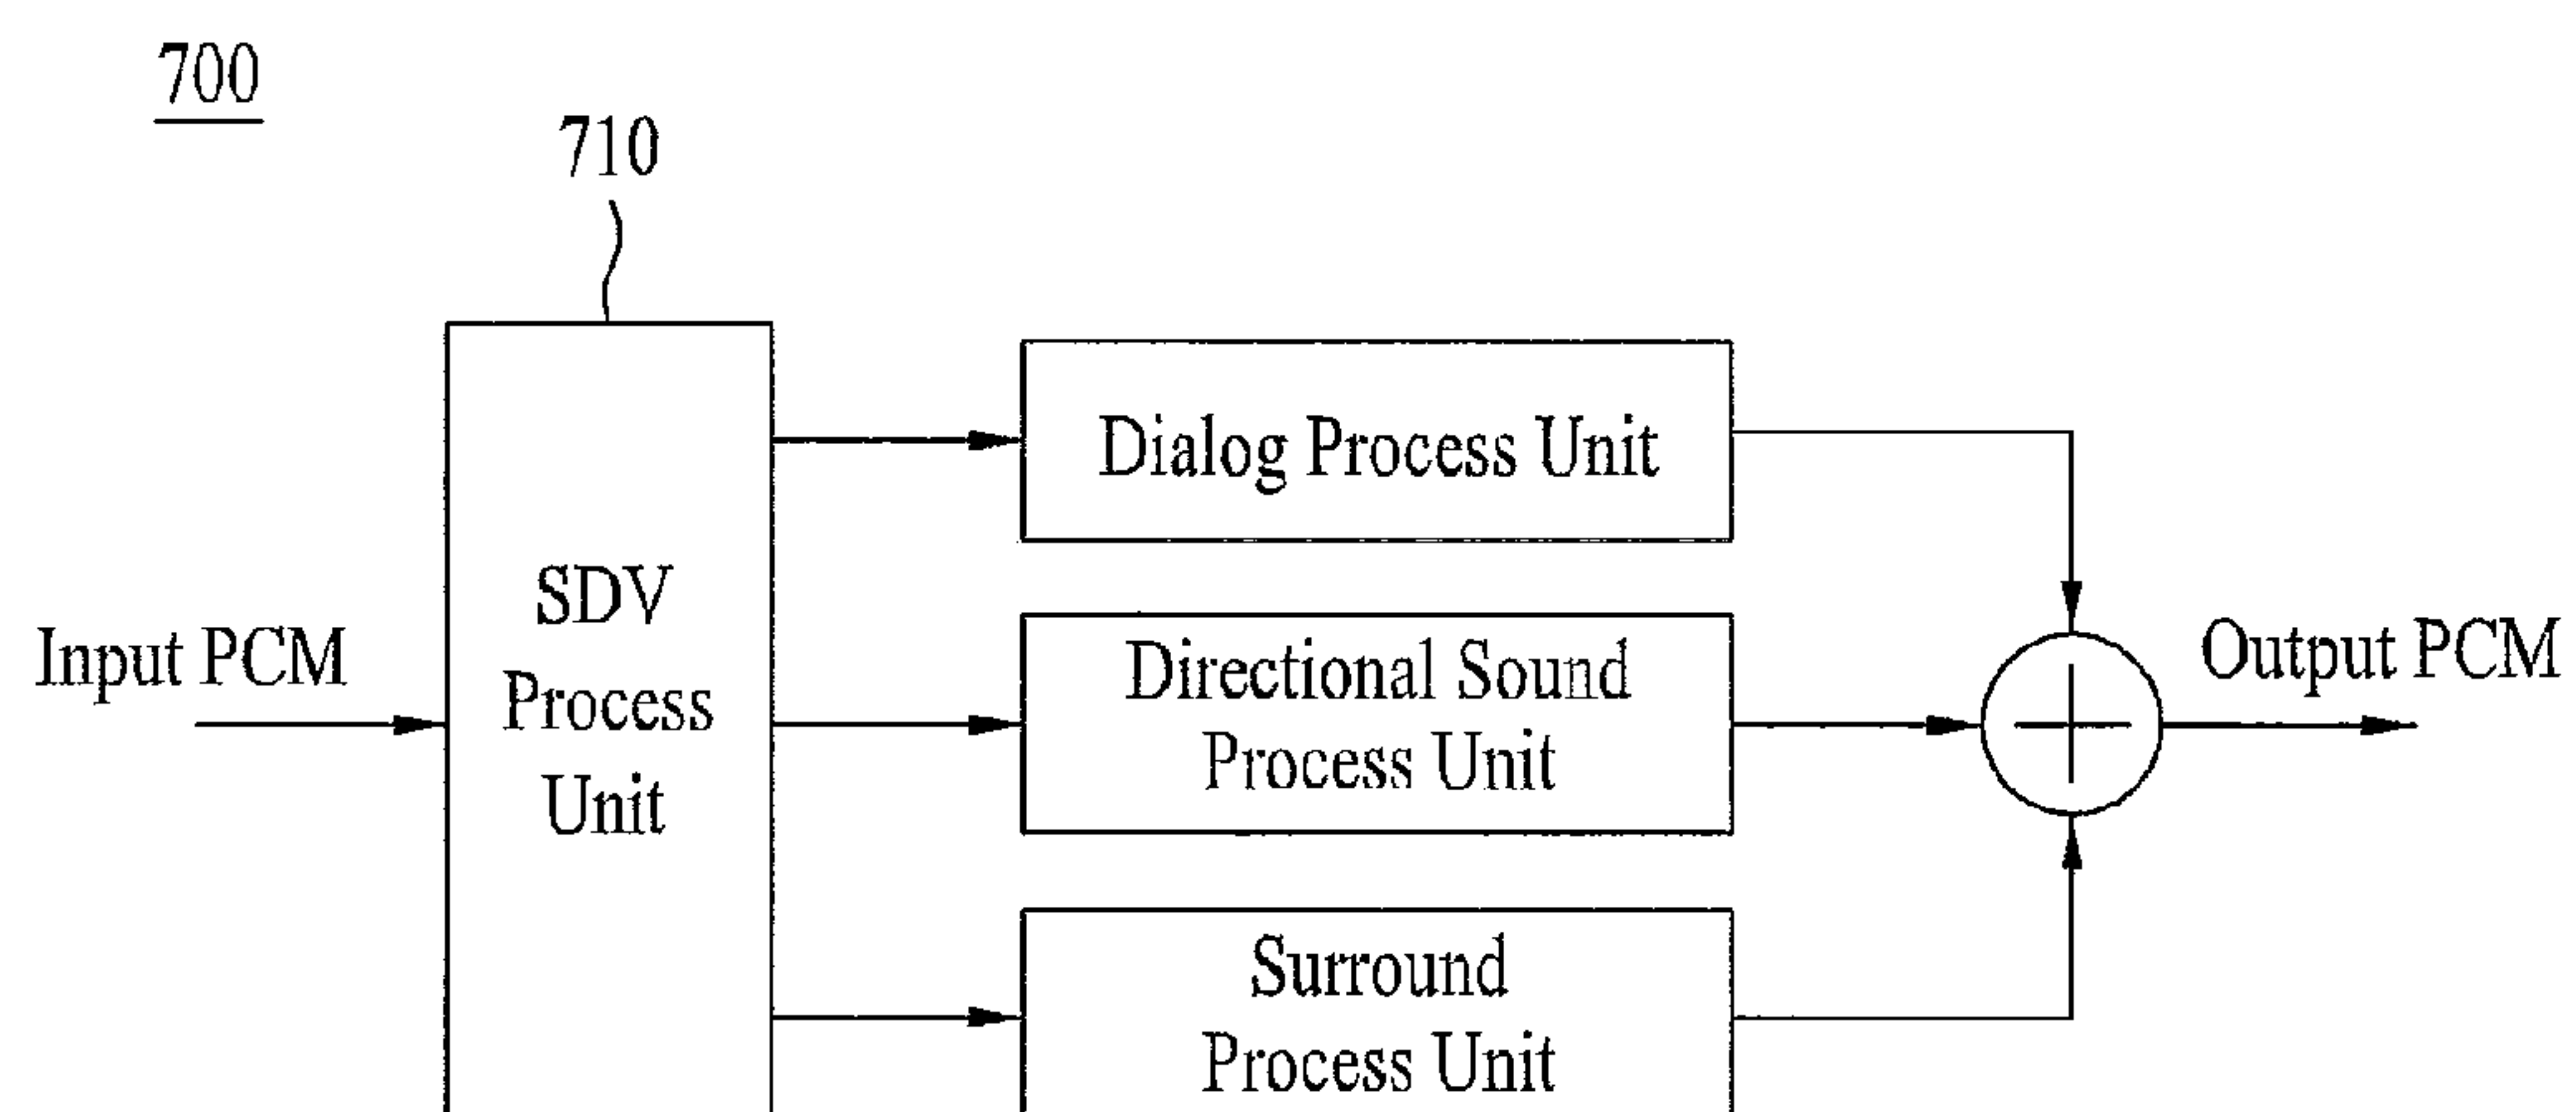 700
710
Dialog Process Unit
SDV
Process
Unit
Input PCM
Directional Sound
Process Unit
Output PCM
Surround
Process Unit